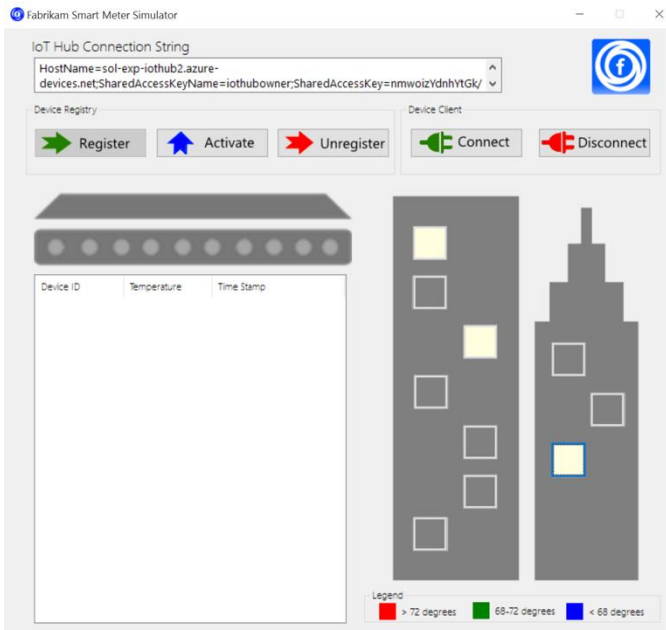 Fabrikam Smart Meter Simulator
IoT Hub Connection String
HostName=sol-exp-iothub2.azure-
devices.net;SharedAccessKeyName=iothubowner;SharedAccessKey=nmwoizYdnhYtGk/
Device Registry
Device Client
Register
Activate
Unregister
Connect
Disconnect
f
Device ID Temperature Time Stamp
Legend
> 72 degrees 68-72 degrees < 68 degrees